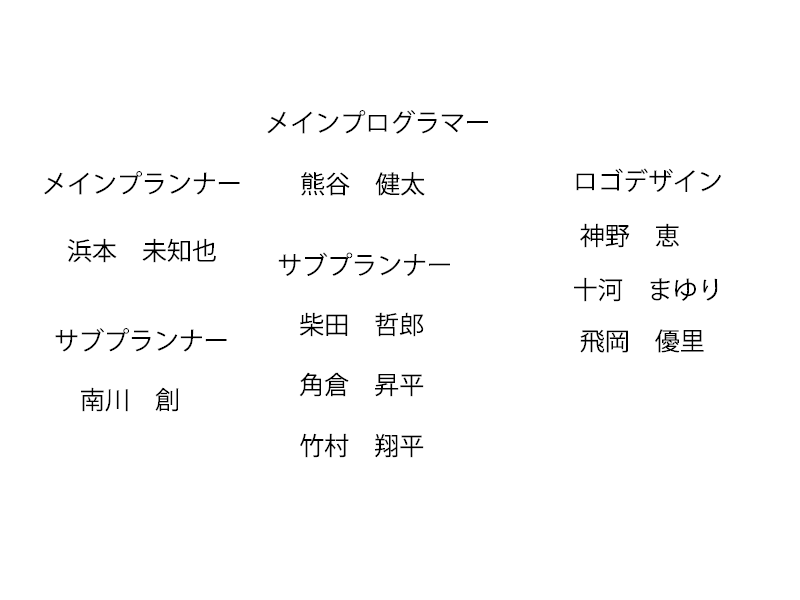 メインプランナー
浜本　未知也
サブプランナー
南川　創
メインプログラマー
熊谷　健太
サブプランナー
柴田　哲郎
角倉　昇平
竹村　翔平
ロゴデザイン
神野　恵
十河　まゆり
飛岡　優里